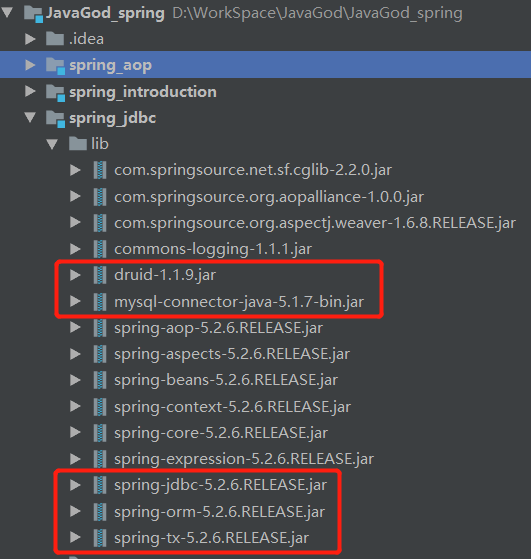 JavaGod_spring D:\WorkSpace\JavaGod\JavaGod_spring
.idea
spring_aop
spring_introduction
spring_jdbc
lib
com.springsource.net.sf.cglib-2.2.0.jar
com.springsource.org.aopalliance-1.0.0.jar
com.springsource.org.aspectj.weaver-1.6.8.RELEASE.jar
commons-logging-1.1.1.jar
druid-1.1.9.jar
mysql-connector-java-5.1.7-bin.jar
spring-aop-5.2.6.RELEASE.jar
spring-aspects-5.2.6.RELEASE.jar
spring-beans-5.2.6.RELEASE.jar
spring-context-5.2.6.RELEASE.jar
spring-core-5.2.6.RELEASE.jar
spring-expression-5.2.6.RELEASE.jar
spring-jdbc-5.2.6.RELEASE.jar
spring-orm-5.2.6.RELEASE.jar
spring-tx-5.2.6.RELEASE.jar